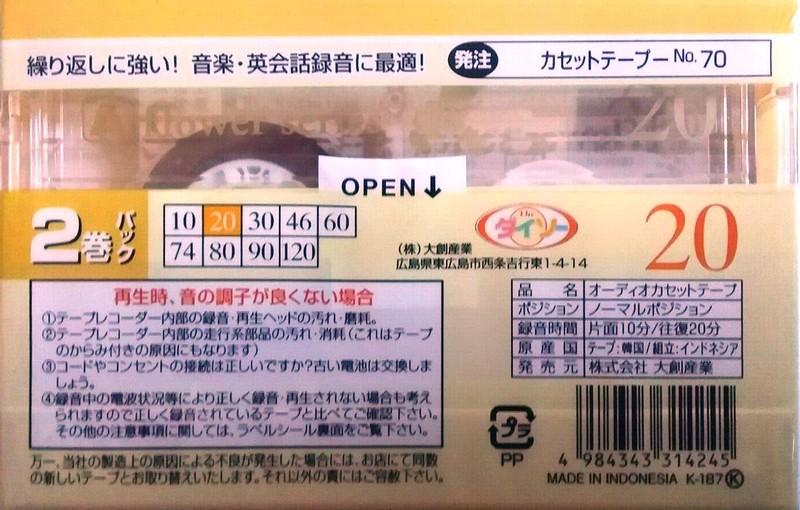 繰り返しに強い! 音楽・英会話録音に最適! 発注 カセットテープー No.70
flower series 20
OPEN ↓
2巻パック
10 20 30 46 60
74 80 90 120
The ダイソー
(株)大創産業
広島県東広島市西条吉行東1-4-14
20
再生時、音の調子が良くない場合
①テープレコーダー内部の録音・再生ヘッドの汚れ・磨耗。
②テープレコーダー内部の走行系部品の汚れ・消耗(これはテープ
のからみ付きの原因にもなります)
③コードやコンセントの接続は正しいですか?古い電池は交換しま
しょう。
④録音中の電波状況等により正しく録音・再生されない場合も考え
られますので正しく録音されているテープと比べてご確認下さい。
その他の注意事項に関しては、ラベルシール裏面をご覧下さい。
万一、当社の製造上の原因による不良が発生した場合には、お店にて同数
の新しいテープとお取り替えいたします。それ以外の責にはご容赦下さい。
品名 オーディオカセットテープ
ポジション ノーマルポジション
録音時間 片面10分/往復20分
原産国 テープ:韓国/組立:インドネシア
発売元 株式会社 大創産業
プラ
PP
4 984343 314245
MADE IN INDONESIA K-187 Ⓚ